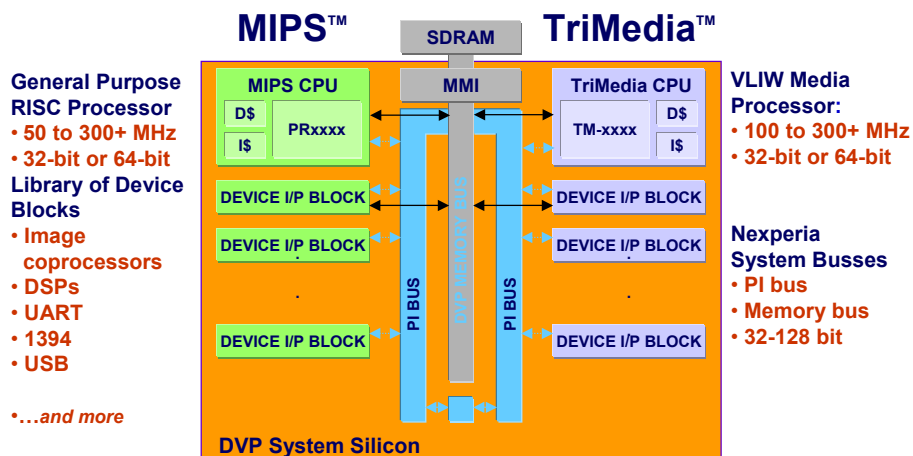 MIPS™
TriMedia™
SDRAM
MMI
General Purpose
RISC Processor
• 50 to 300+ MHz
• 32-bit or 64-bit
Library of Device
Blocks
• Image
coprocessors
• DSPs
• UART
• 1394
• USB
•...and more
MIPS CPU
D$
I$
PRxxxx
DEVICE I/P BLOCK
DEVICE I/P BLOCK
.
.
DEVICE I/P BLOCK
PI BUS
DVP MEMORY BUS
PI BUS
TriMedia CPU
TM-xxxx
D$
I$
DEVICE I/P BLOCK
DEVICE I/P BLOCK
.
.
DEVICE I/P BLOCK
DVP System Silicon
VLIW Media
Processor:
• 100 to 300+ MHz
• 32-bit or 64-bit
Nexperia
System Busses
• PI bus
• Memory bus
• 32-128 bit